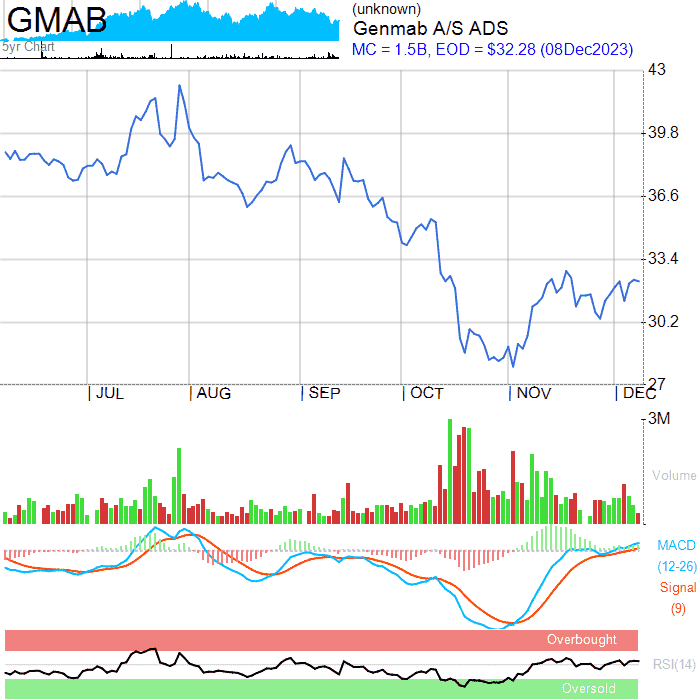 GMAB
(unknown)
Genmab A/S ADS
MC = 1.5B, EOD = $32.28 (08Dec2023)
5yr Chart
43
39.8
36.6
33.4
30.2
27
JUL
AUG
SEP
OCT
NOV
DEC
3M
Volume
MACD
(12-26)
Signal
(9)
Overbought
RSI(14)
Oversold